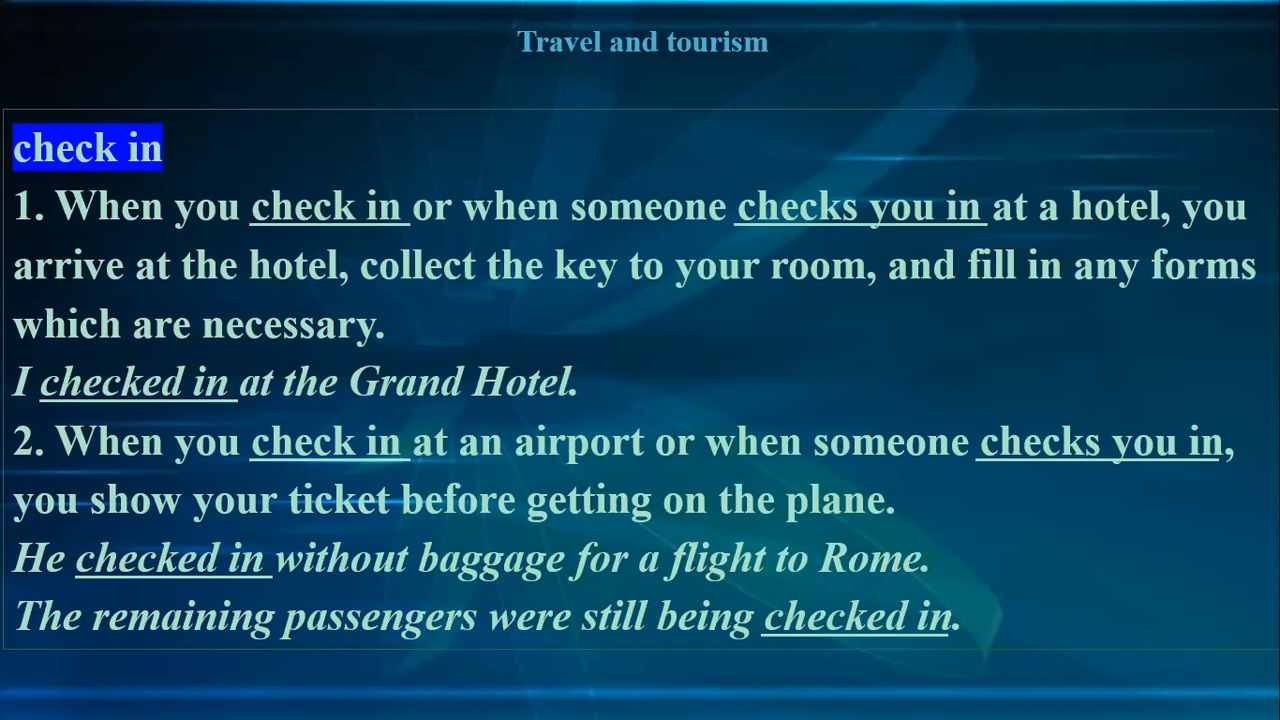 Travel and tourism
check in
1. When you check in or when someone checks you in at a hotel, you
arrive at the hotel, collect the key to your room, and fill in any forms
which are necessary.
I checked in at the Grand Hotel.
2. When you check in at an airport or when someone checks you in,
you show your ticket before getting on the plane.
He checked in without baggage for a flight to Rome.
The remaining passengers were still being checked in.